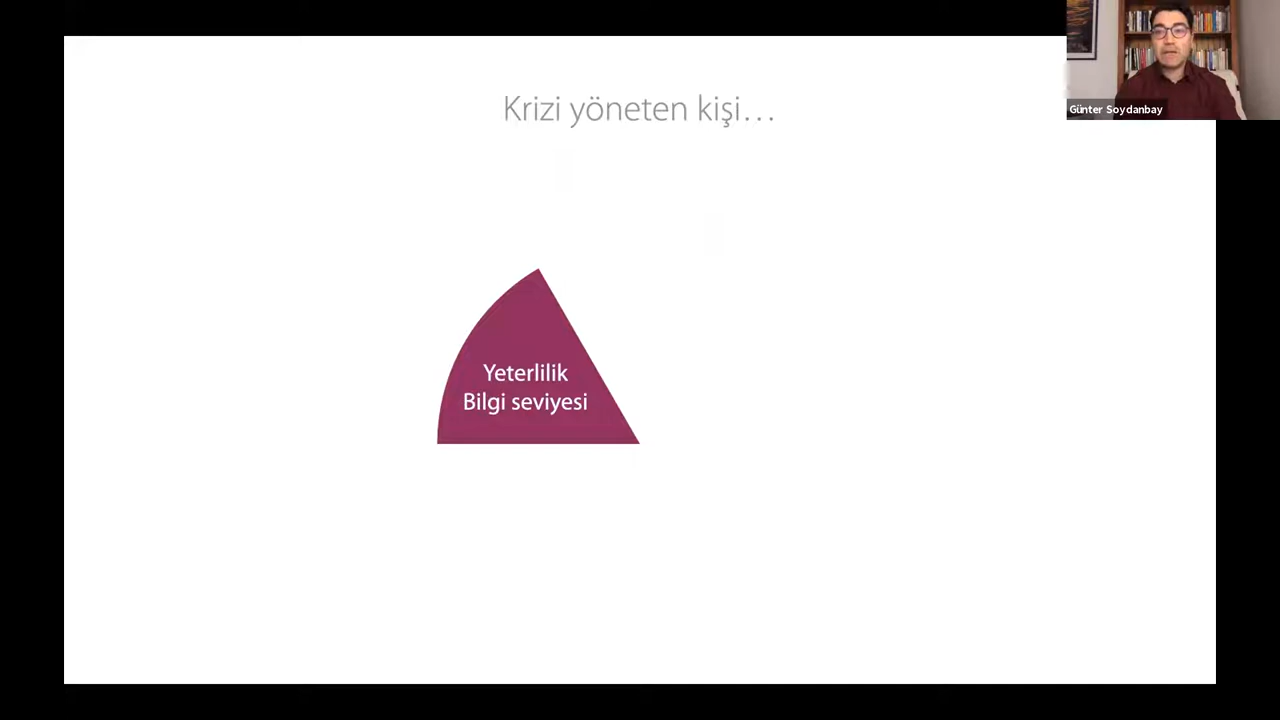 Krizi yöneten kişi…
Günter Soydanbay
Yeterlilik
Bilgi seviyesi